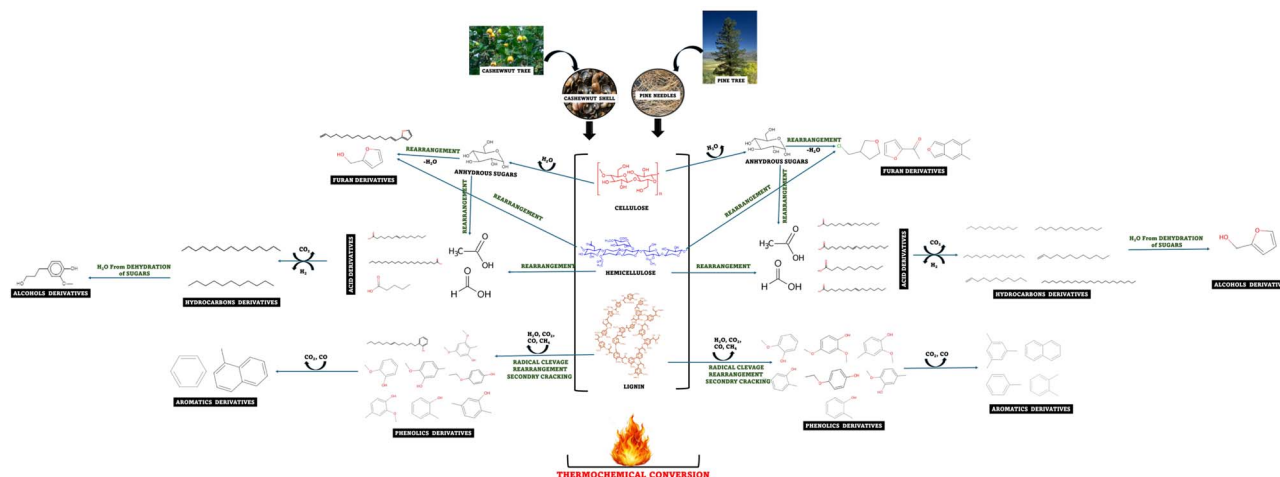 CASHEWNUT TREE
PINE TREE
CASHEWNUT SHELL
PINE NEEDLES
REARRANGEMENT
-H₂O
H₂O
H₂O
REARRANGEMENT
-H₂O
ANHYDROUS SUGARS
ANHYDROUS SUGARS
FURAN DERIVATIVES
FURAN DERIVATIVES
CELLULOSE
REARRANGEMENT
REARRANGEMENT
REARRANGEMENT
REARRANGEMENT
H₂O From DEHYDRATION
of SUGARS
ALCOHOLS DERIVATIVES
CO₂
H₂
HYDROCARBONS DERIVATIVES
ACID DERIVATIVES
REARRANGEMENT
HEMICELLULOSE
REARRANGEMENT
ACID DERIVATIVES
CO₂
H₂
HYDROCARBONS DERIVATIVES
H₂O From DEHYDRATION
of SUGARS
ALCOHOLS DERIVATIVE
AROMATICS DERIVATIVES
CO₂, CO
PHENOLICS DERIVATIVES
H₂O, CO₂,
CO, CH₄
RADICAL CLEVAGE
REARRANGEMENT
SECONDRY CRACKING
LIGNIN
H₂O, CO₂,
CO, CH₄
RADICAL CLEVAGE
REARRANGEMENT
SECONDRY CRACKING
PHENOLICS DERIVATIVES
CO₂, CO
AROMATICS DERIVATIVES
THERMOCHEMICAL CONVERSION